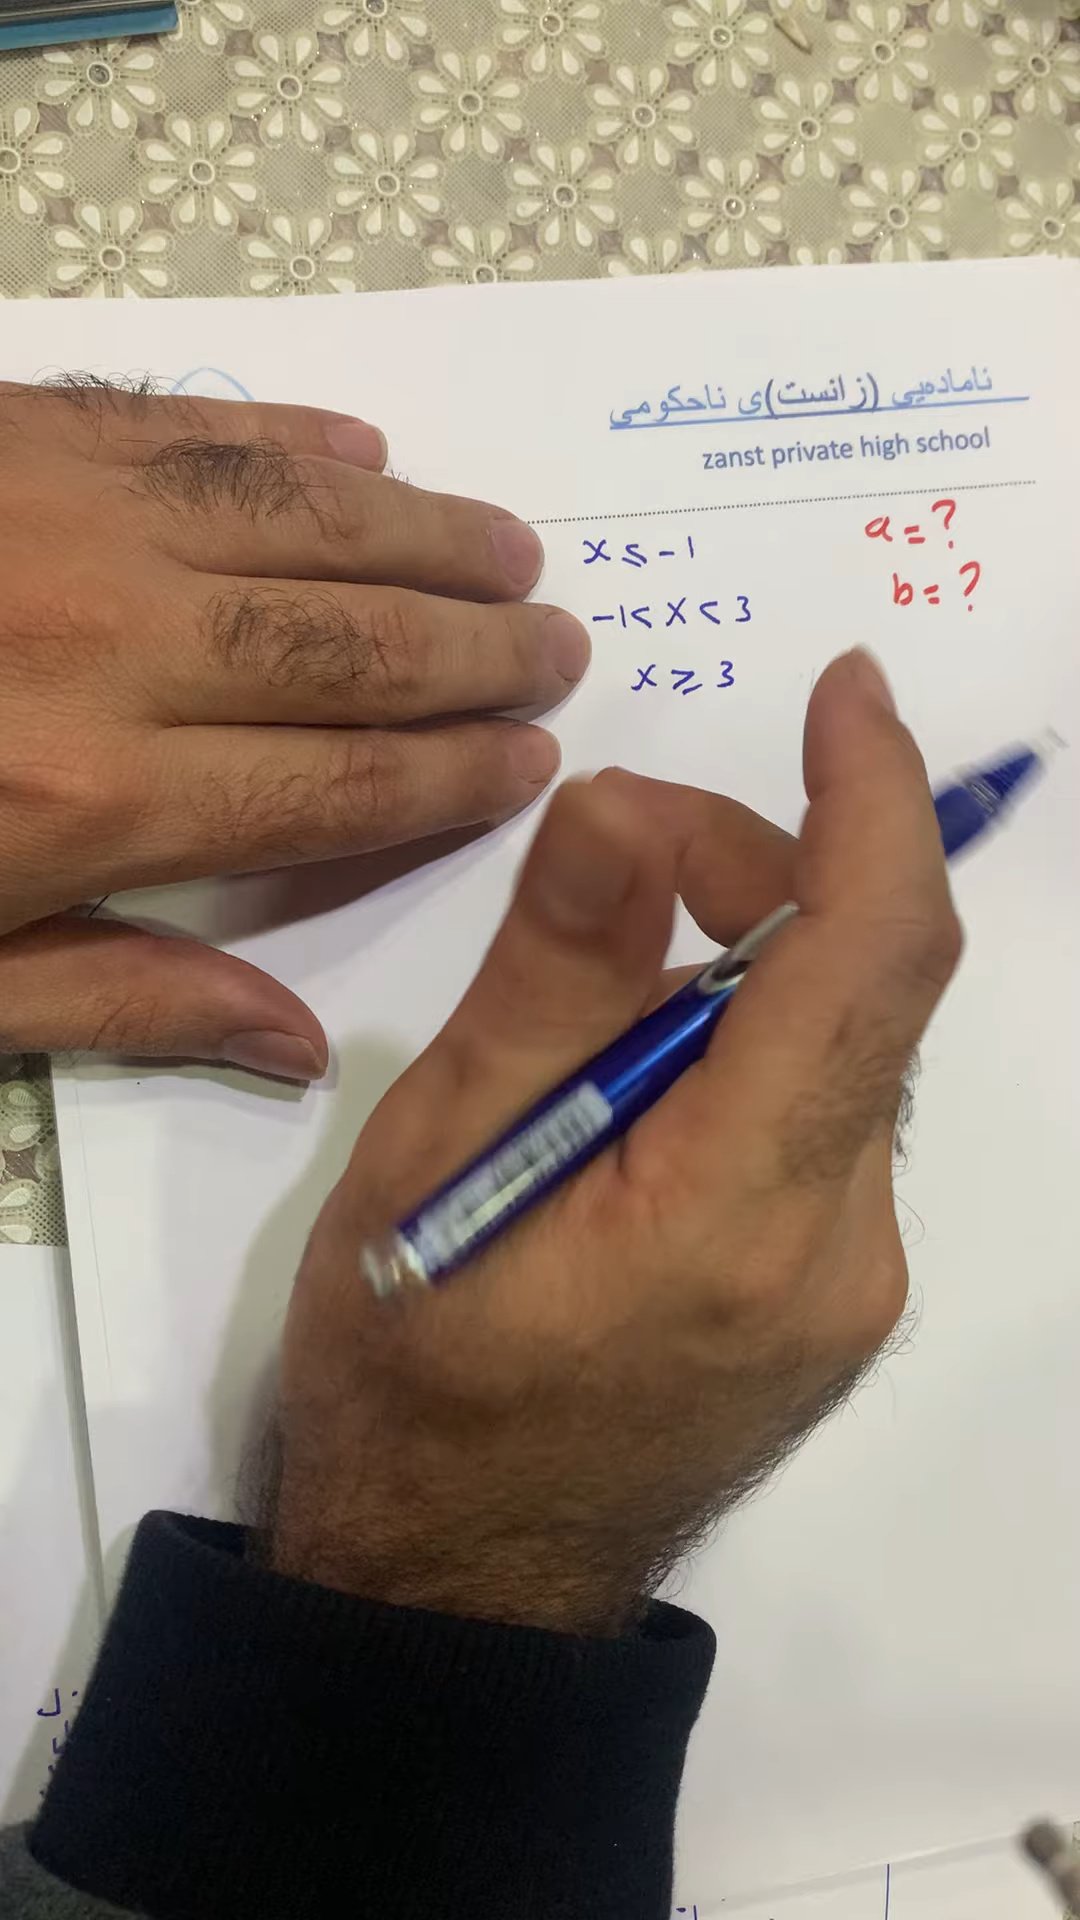 ئامادەیی (زانست)ی ناحکومی
zanst private high school
x ≤ -1
a = ?
-1 < x < 3
b = ?
x ≥ 3